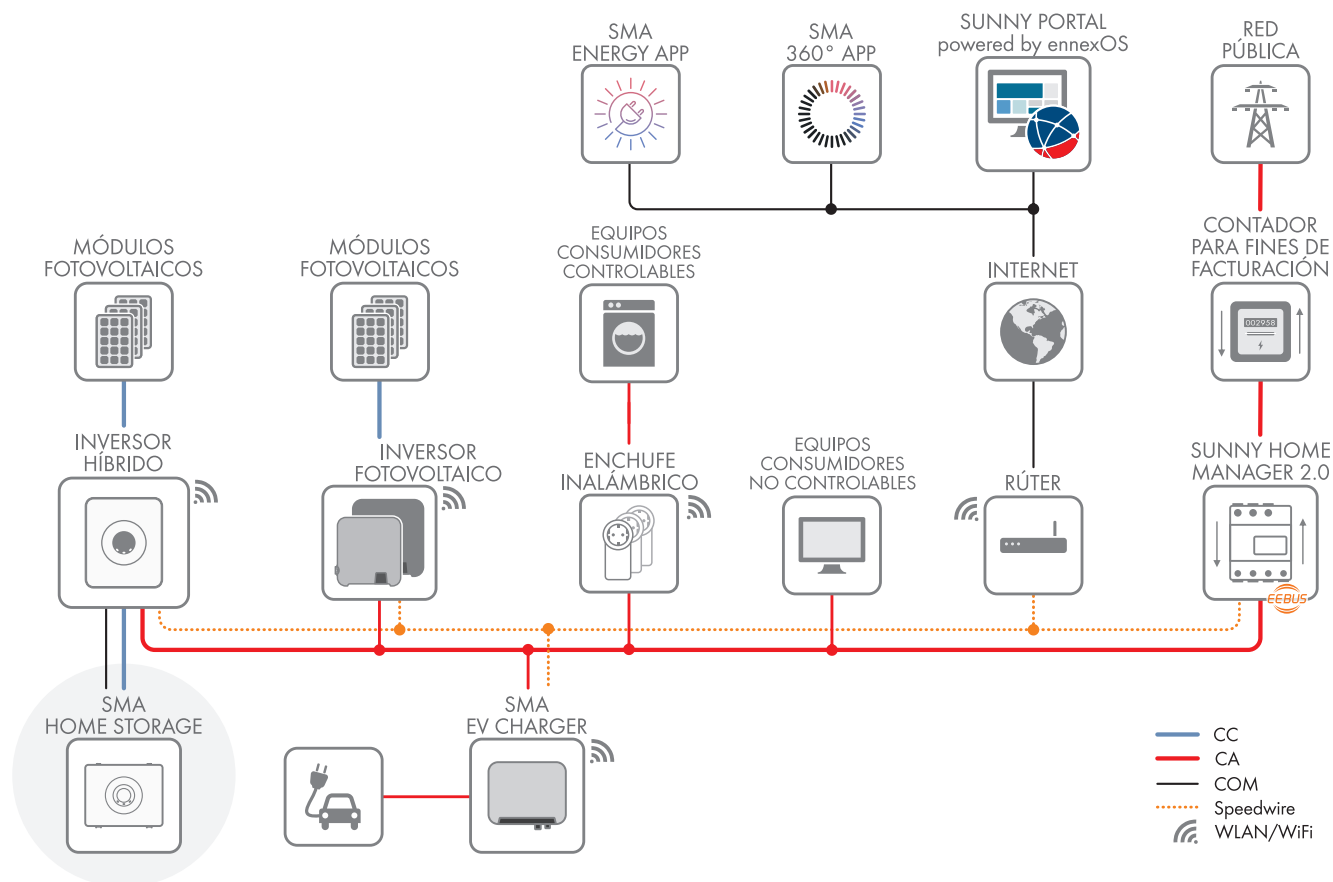 SMA
ENERGY APP
SMA
360° APP
SUNNY PORTAL
powered by ennexOS
RED
PÚBLICA
MÓDULOS
FOTOVOLTAICOS
MÓDULOS
FOTOVOLTAICOS
EQUIPOS
CONSUMIDORES
CONTROLABLES
INTERNET
CONTADOR
PARA FINES DE
FACTURACIÓN
002958
INVERSOR
HÍBRIDO
INVERSOR
FOTOVOLTAICO
ENCHUFE
INALÁMBRICO
EQUIPOS
CONSUMIDORES
NO CONTROLABLES
RÚTER
SUNNY HOME
MANAGER 2.0
EEBUS
SMA
HOME STORAGE
SMA
EV CHARGER
CC
CA
COM
Speedwire
WLAN/WiFi